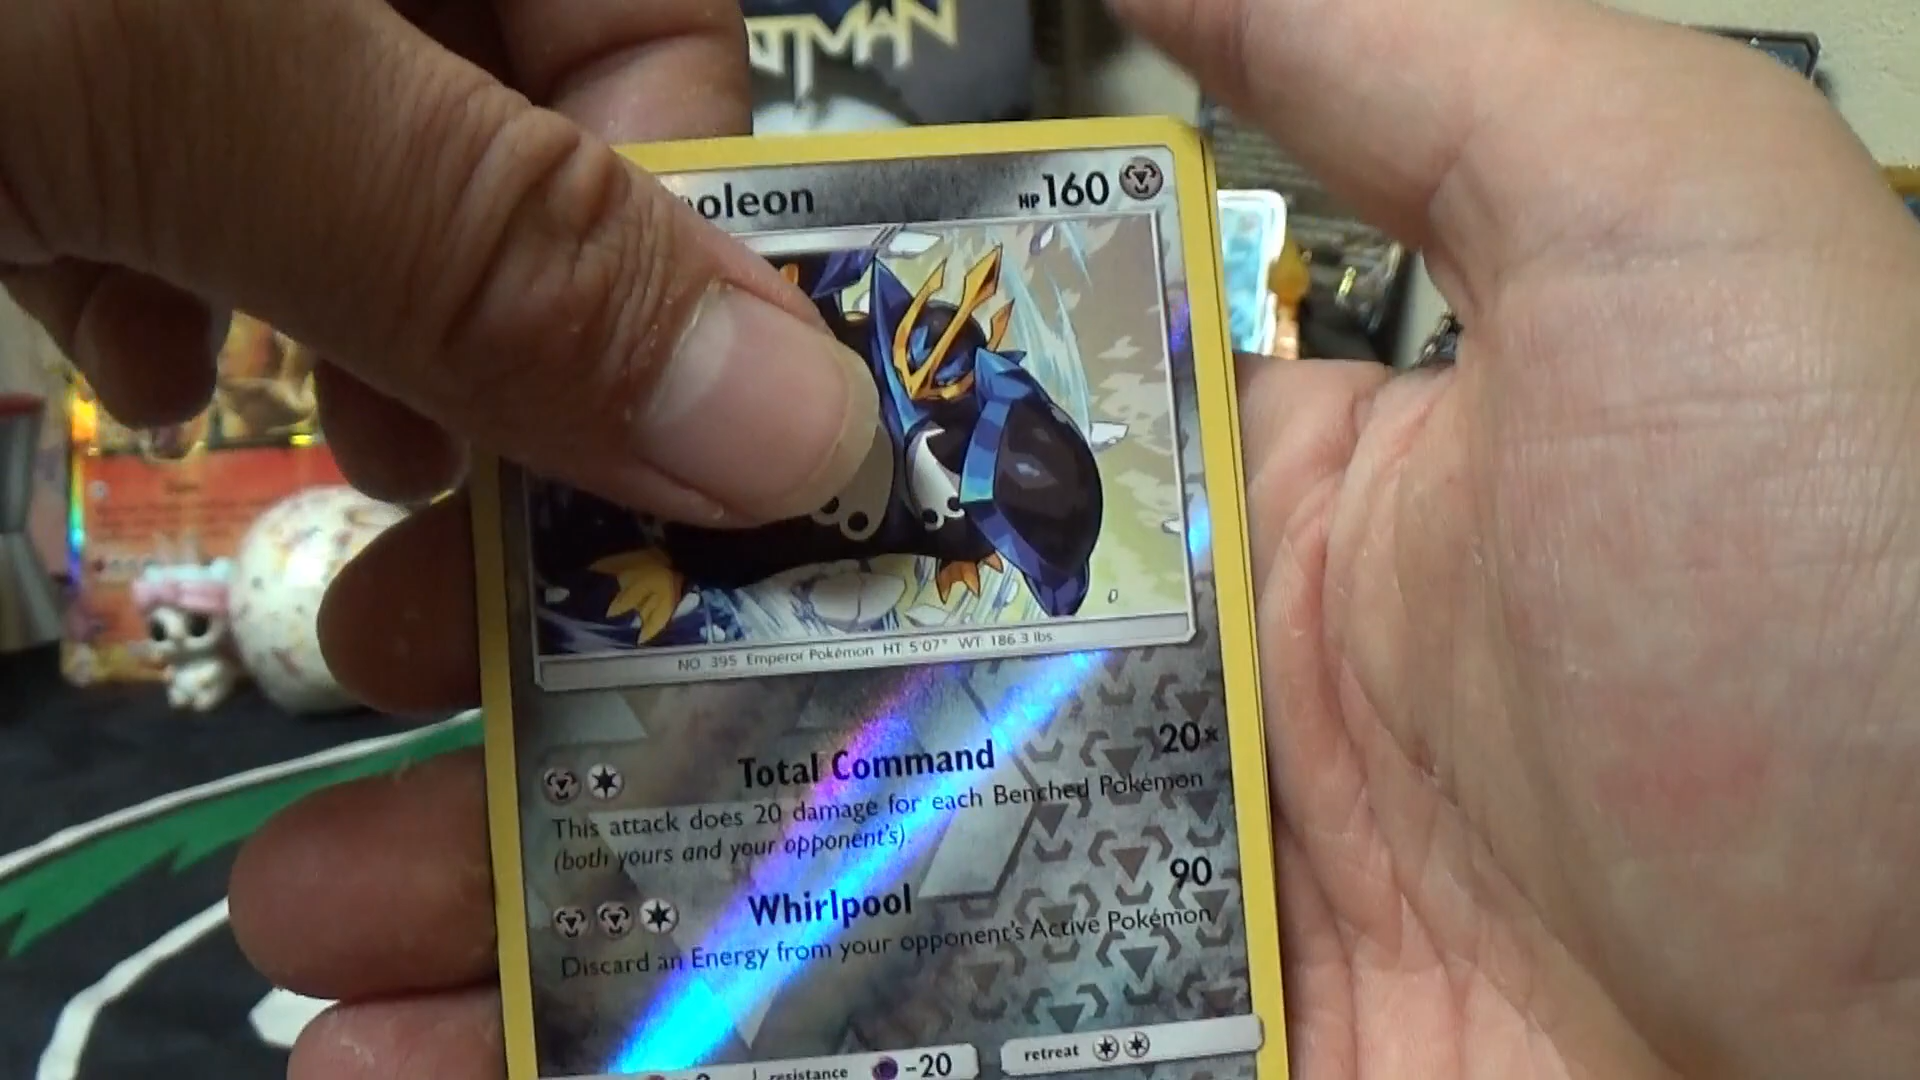 ATMAN
oleon HP 160
NO. 395 Emperor Pokémon HT: 5'07" WT: 186.3 lbs
Total Command 20×
This attack does 20 damage for each Benched Pokémon
(both yours and your opponent's).
Whirlpool 90
Discard an Energy from your opponent's Active Pokémon.
resistance -20 retreat